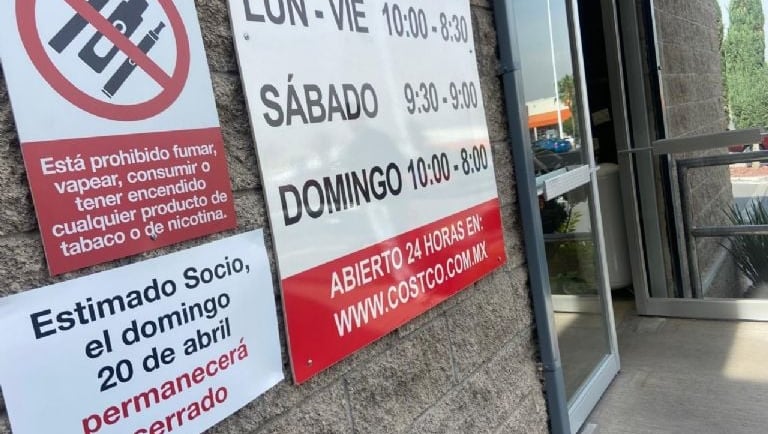 Está prohibido fumar,
vapear, consumir o
tener encendido
cualquier producto de
tabaco o de nicotina.
Estimado Socio,
el domingo
20 de abril
permanecerá
cerrado
LUN - VIE 10:00 - 8:30
SÁBADO 9:30 - 9:00
DOMINGO 10:00 - 8:00
ABIERTO 24 HORAS EN:
WWW.COSTCO.COM.MX